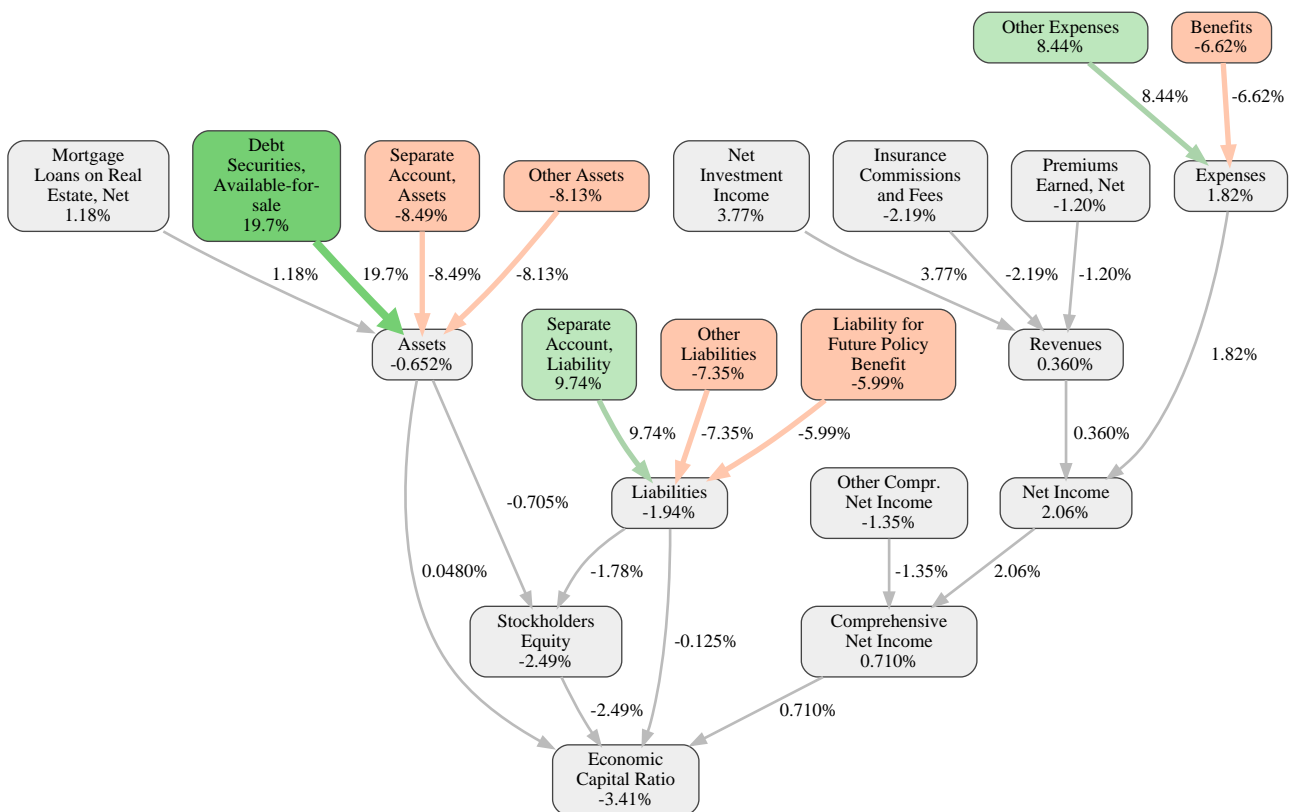 Other Expenses
8.44%
Benefits
-6.62%
8.44%
-6.62%
Mortgage
Loans on Real
Estate, Net
1.18%
Debt
Securities,
Available-for-
sale
19.7%
Separate
Account,
Assets
-8.49%
Other Assets
-8.13%
Net
Investment
Income
3.77%
Insurance
Commissions
and Fees
-2.19%
Premiums
Earned, Net
-1.20%
Expenses
1.82%
1.18%
19.7%
-8.49%
-8.13%
3.77%
-2.19%
-1.20%
Assets
-0.652%
Separate
Account,
Liability
9.74%
Other
Liabilities
-7.35%
Liability for
Future Policy
Benefit
-5.99%
Revenues
0.360%
1.82%
9.74%
-7.35%
-5.99%
0.360%
-0.705%
Liabilities
-1.94%
Other Compr.
Net Income
-1.35%
Net Income
2.06%
0.0480%
-1.78%
-1.35%
2.06%
Stockholders
Equity
-2.49%
-0.125%
Comprehensive
Net Income
0.710%
-2.49%
0.710%
Economic
Capital Ratio
-3.41%